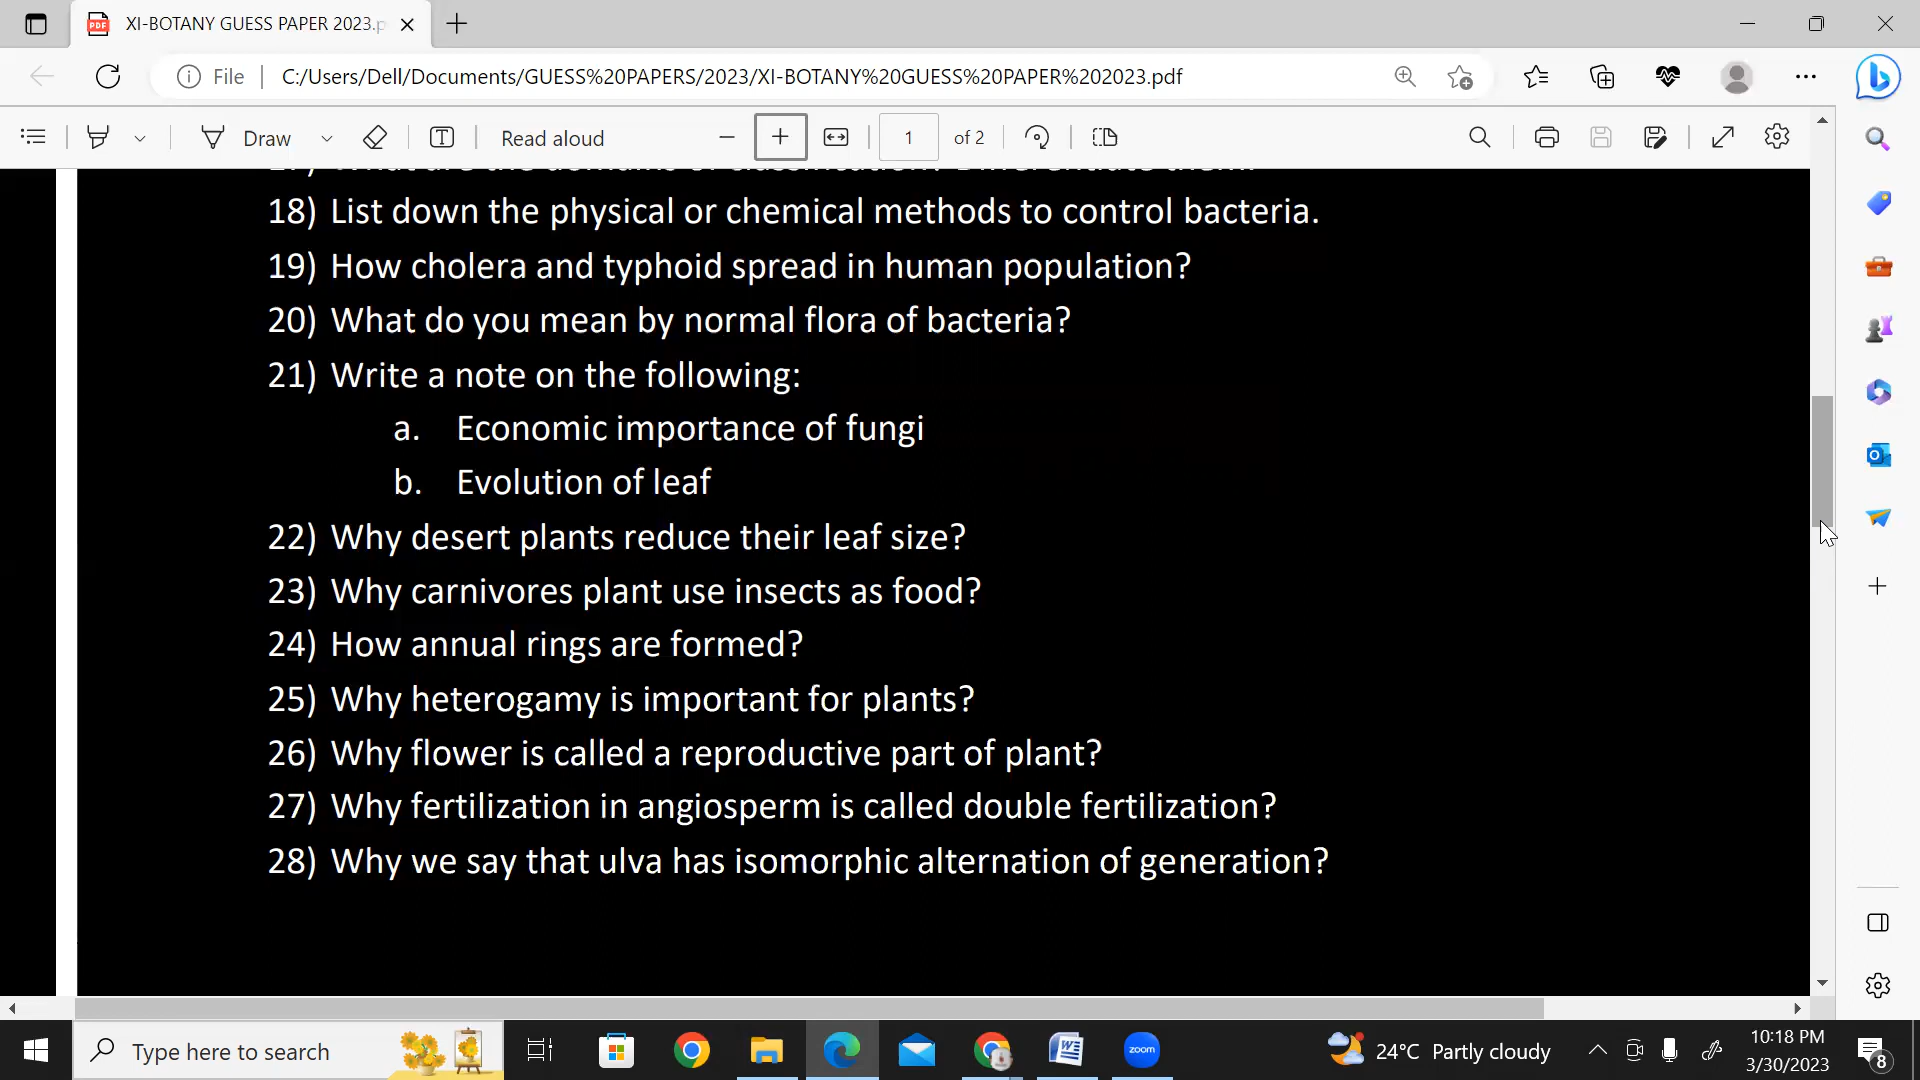 XI-BOTANY GUESS PAPER 2023.p
File
C:/Users/Dell/Documents/GUESS%20PAPERS/2023/XI-BOTANY%20GUESS%20PAPER%202023.pdf
Draw
Read aloud
1
of 2
18) List down the physical or chemical methods to control bacteria.
19) How cholera and typhoid spread in human population?
20) What do you mean by normal flora of bacteria?
21) Write a note on the following:
a. Economic importance of fungi
b. Evolution of leaf
22) Why desert plants reduce their leaf size?
23) Why carnivores plant use insects as food?
24) How annual rings are formed?
25) Why heterogamy is important for plants?
26) Why flower is called a reproductive part of plant?
27) Why fertilization in angiosperm is called double fertilization?
28) Why we say that ulva has isomorphic alternation of generation?
Type here to search
zoom
24°C Partly cloudy
10:18 PM
3/30/2023
8